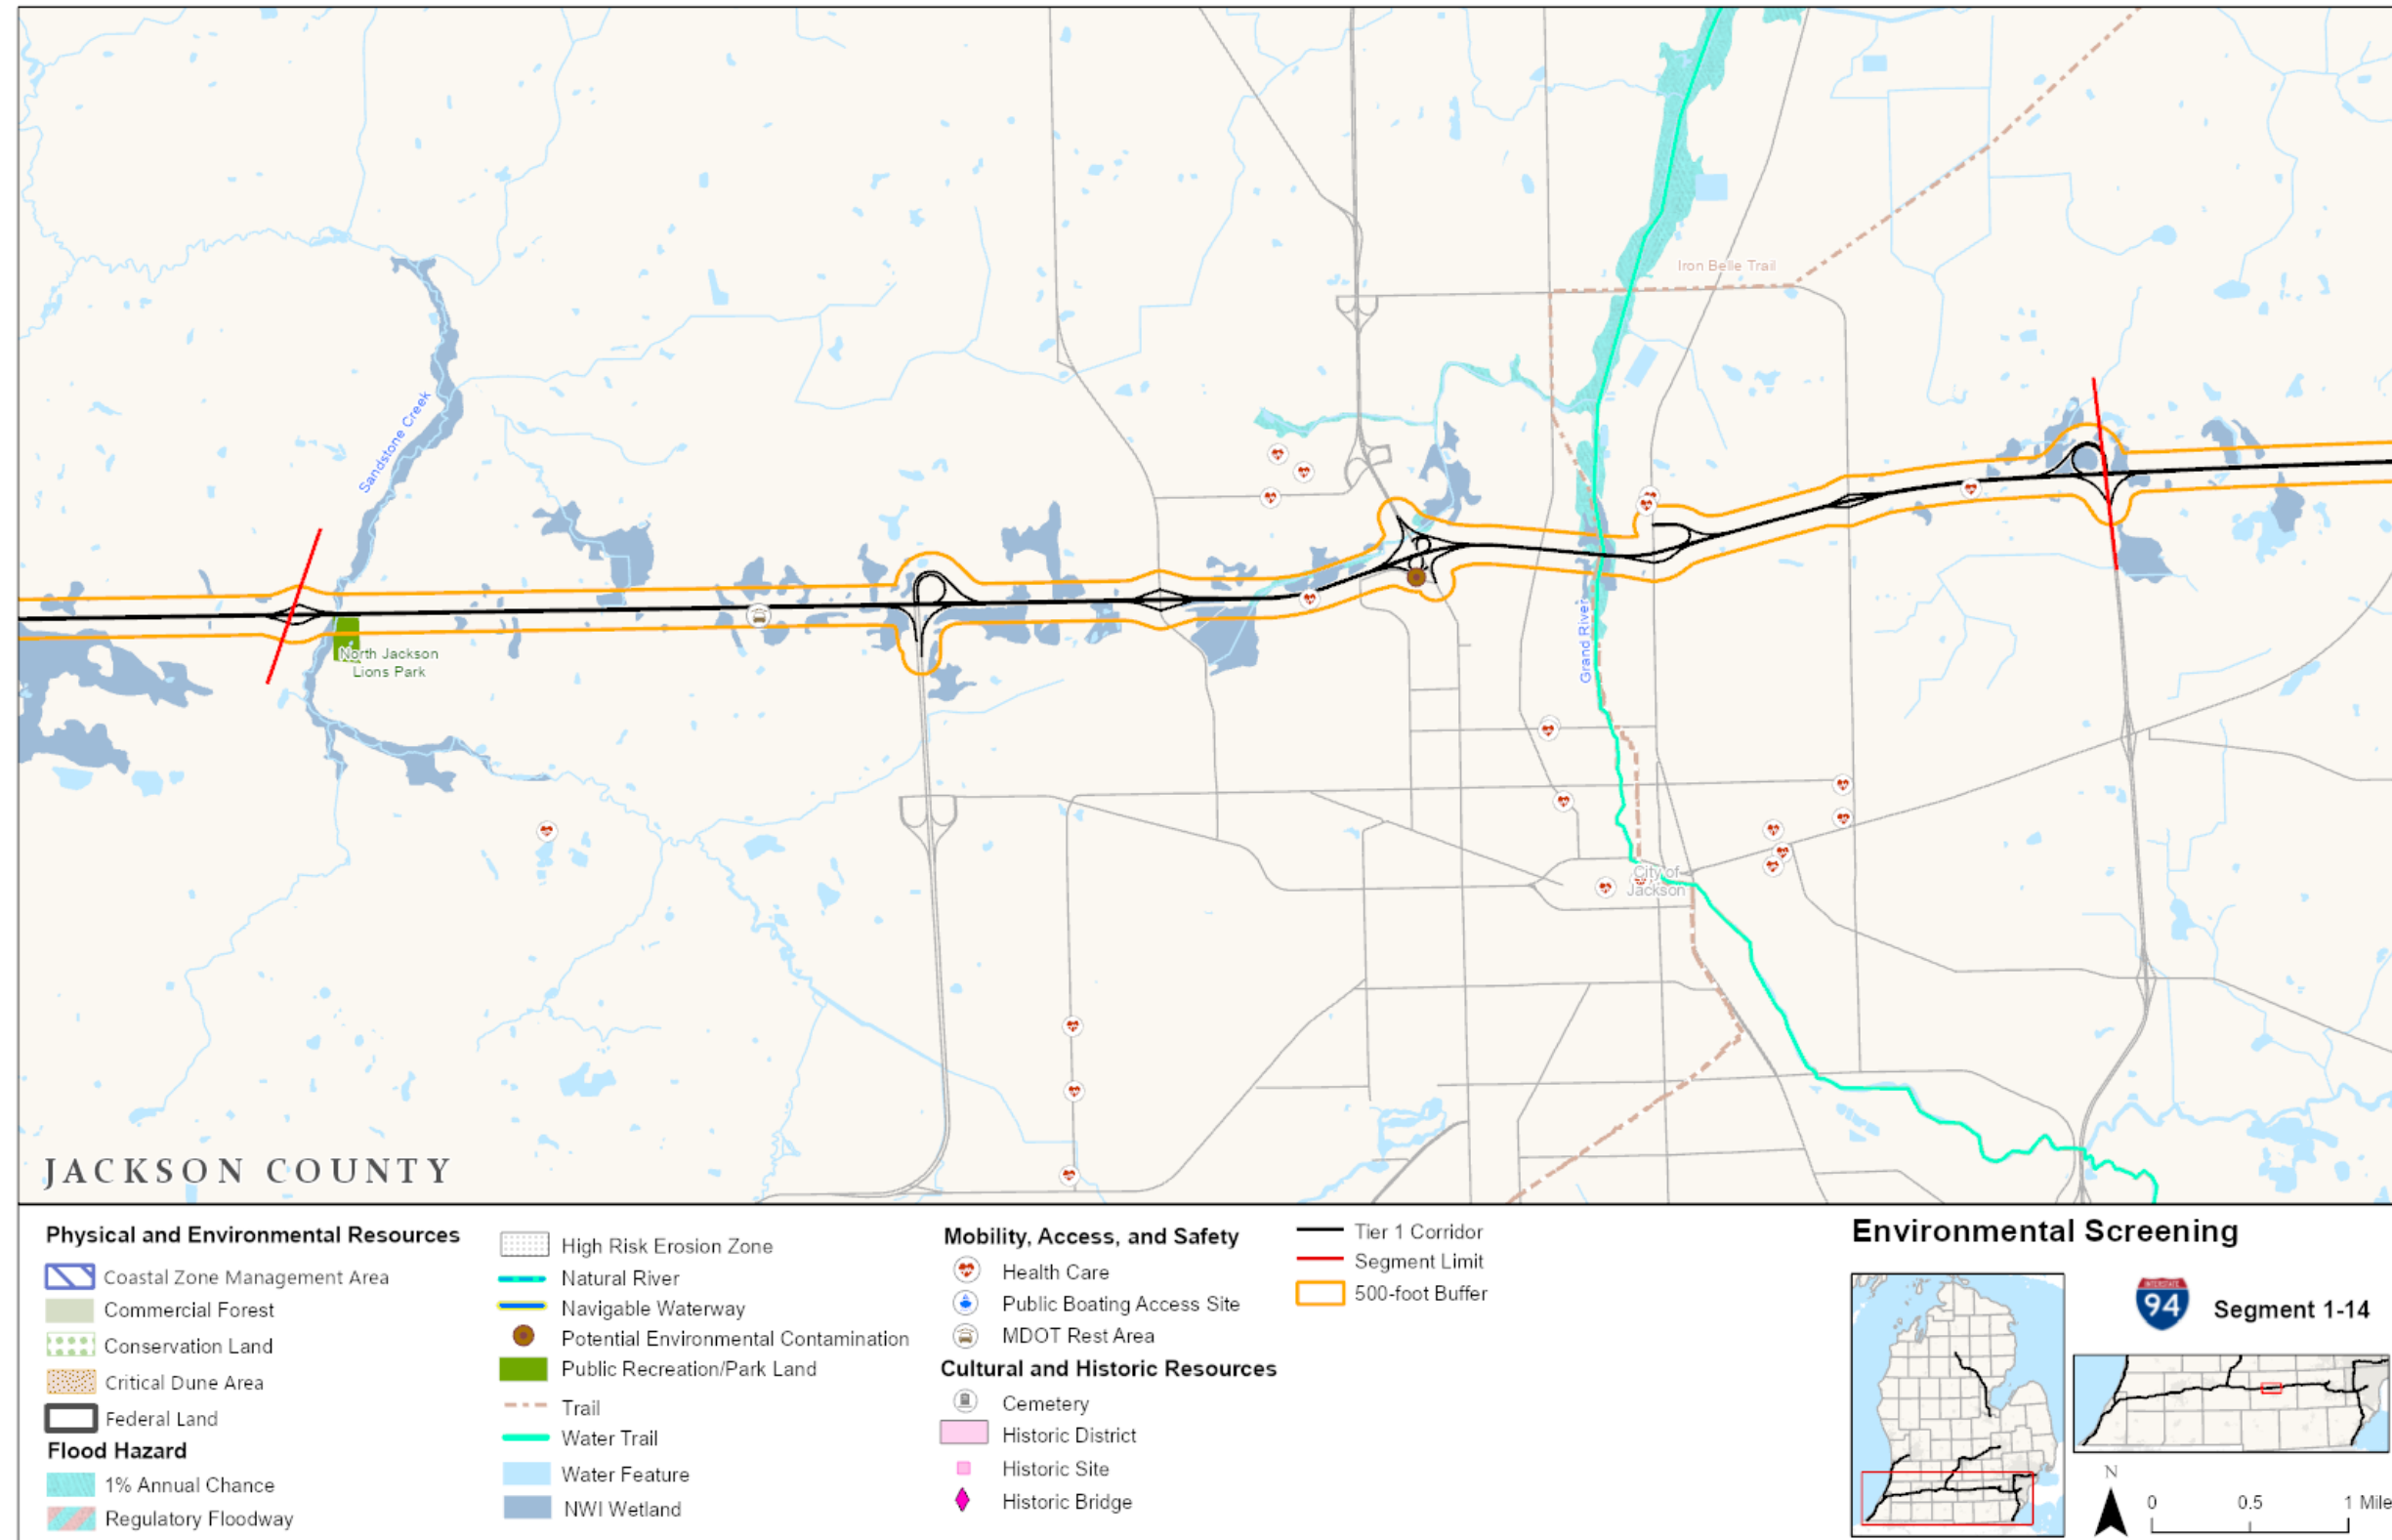 Iron Belle Trail
Sandstone Creek
North Jackson
Lions Park
Grand River
City of
Jackson
JACKSON COUNTY
Physical and Environmental Resources
Coastal Zone Management Area
Commercial Forest
Conservation Land
Critical Dune Area
Federal Land
Flood Hazard
1% Annual Chance
Regulatory Floodway
High Risk Erosion Zone
Natural River
Navigable Waterway
Potential Environmental Contamination
Public Recreation/Park Land
Trail
Water Trail
Water Feature
NWI Wetland
Mobility, Access, and Safety
Health Care
Public Boating Access Site
MDOT Rest Area
Cultural and Historic Resources
Cemetery
Historic District
Historic Site
Historic Bridge
Tier 1 Corridor
Segment Limit
500-foot Buffer
Environmental Screening
INTERSTATE
94
Segment 1-14
N
0 0.5 1 Mile